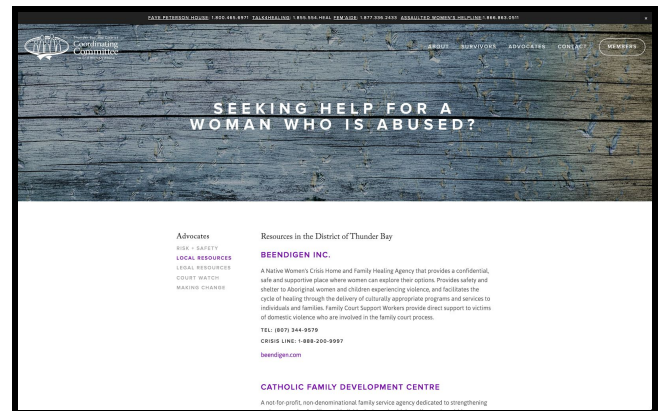 FAYE PETERSON HOUSE: 1.800.465.6971 TALK4HEALING: 1.855.554.HEAL FEM'AIDE: 1.877.336.2433 ASSAULTED WOMEN'S HELPLINE:1.866.863.0511
Coordinating
Committee
ABOUT SURVIVORS ADVOCATES CONTACT MEMBERS
SEEKING HELP FOR A
WOMAN WHO IS ABUSED?
Advocates
RISK + SAFETY
LOCAL RESOURCES
LEGAL RESOURCES
COURT WATCH
MAKING CHANGE
Resources in the District of Thunder Bay
BEENDIGEN INC.
A Native Women's Crisis Home and Family Healing Agency that provides a confidential,
safe and supportive place where women can explore their options. Provides safety and
shelter to Aboriginal women and children experiencing violence, and facilitates the
cycle of healing through the delivery of culturally appropriate programs and services to
individuals and families. Family Court Support Workers provide direct support to victims
of domestic violence who are involved in the family court process.
TEL: (807) 344-9579
CRISIS LINE: 1-888-200-9997
beendigen.com
CATHOLIC FAMILY DEVELOPMENT CENTRE
A not-for-profit, non-denominational family service agency dedicated to strengthening